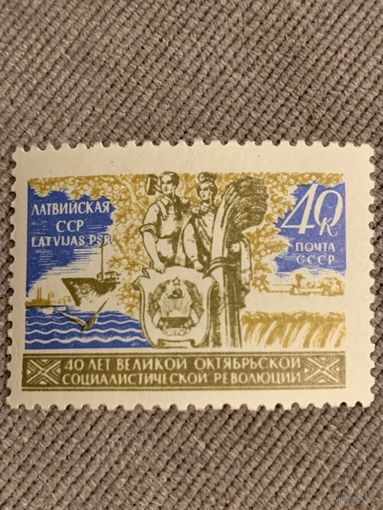 ЛАТВИЙСКАЯ
ССР
LATVIJAS PSR
40К
ПОЧТА
СССР
40 ЛЕТ ВЕЛИКОЙ ОКТЯБРЬСКОЙ
СОЦИАЛИСТИЧЕСКОЙ РЕВОЛЮЦИИ